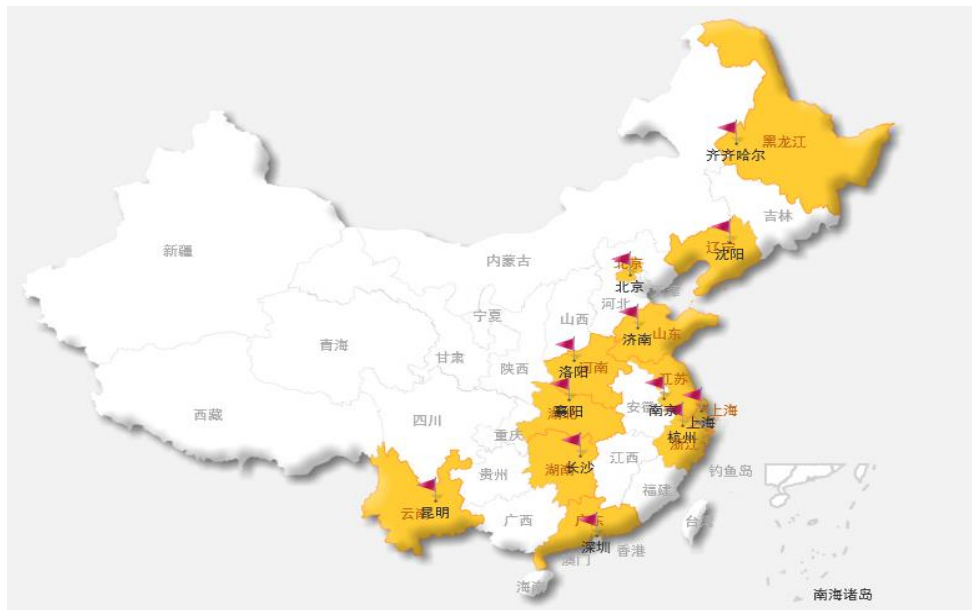 黑龙江
齐齐哈尔
吉林
辽宁
沈阳
新疆
内蒙古
北京
北京
河北
宁夏
山西
山东
济南
青海
甘肃
陕西
洛阳
河南
江苏
西藏
四川
襄阳
安徽
南京
上海
上海
重庆
杭州
浙江
贵州
湖南
长沙
江西
钓鱼岛
福建
云南
昆明
广西
广东
深圳
香港
台湾
澳门
海南
南海诸岛